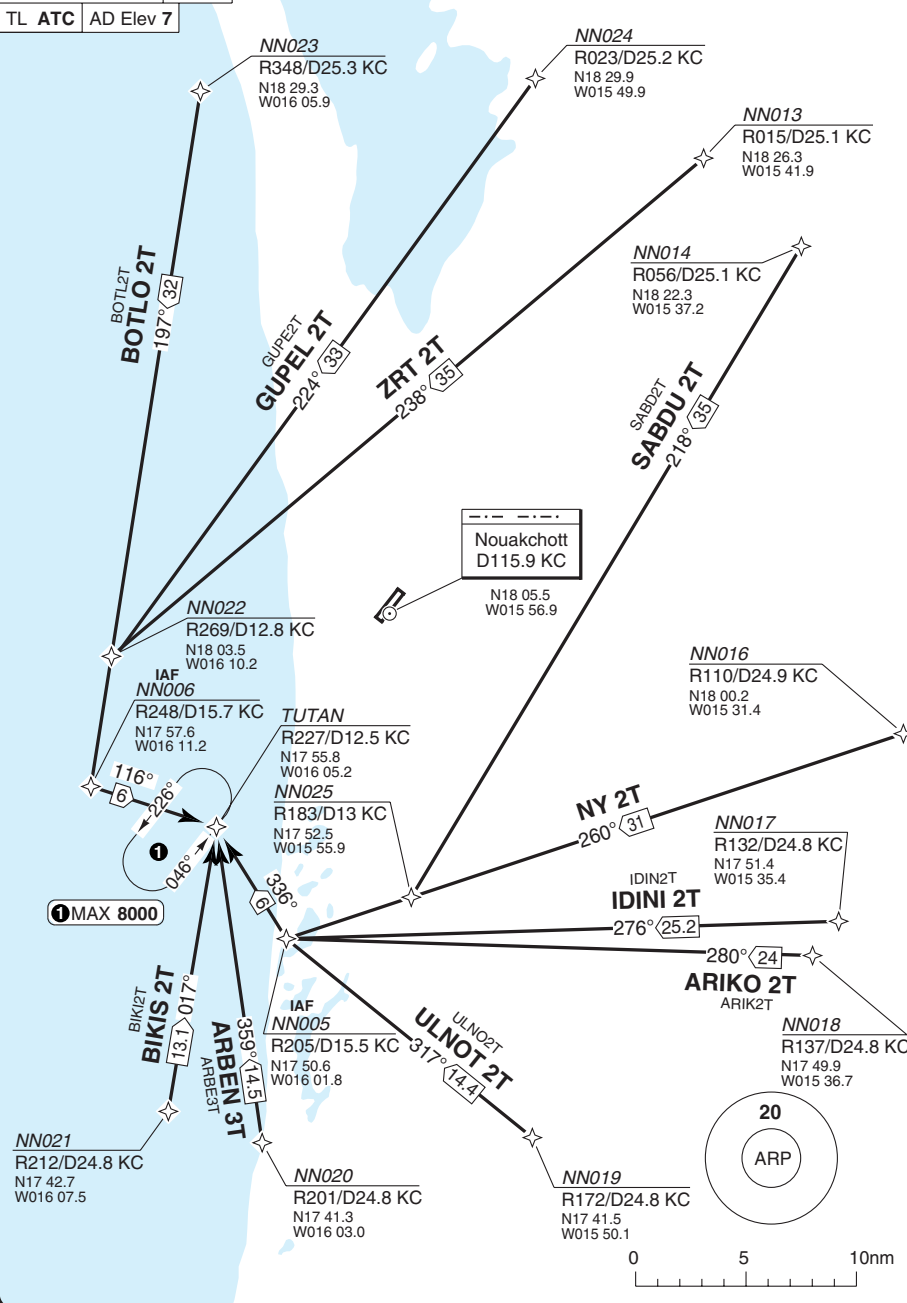 TL ATC AD Elev 7
NN023
R348/D25.3 KC
N18 29.3
W016 05.9
NN024
R023/D25.2 KC
N18 29.9
W015 49.9
NN013
R015/D25.1 KC
N18 26.3
W015 41.9
NN014
R056/D25.1 KC
N18 22.3
W015 37.2
BOTL2T
BOTLO 2T
197° 32
GUPE2T
GUPEL 2T
224° 33
ZRT 2T
238° 35
SABD2T
SABDU 2T
218° 35
Nouakchott
D115.9 KC
N18 05.5
W015 56.9
NN022
R269/D12.8 KC
N18 03.5
W016 10.2
IAF
NN006
R248/D15.7 KC
N17 57.6
W016 11.2
TUTAN
R227/D12.5 KC
N17 55.8
W016 05.2
NN025
R183/D13 KC
N17 52.5
W015 55.9
NN016
R110/D24.9 KC
N18 00.2
W015 31.4
116°
6
226°
046°
1
1 MAX 8000
336°
6
NY 2T
260° 31
NN017
R132/D24.8 KC
N17 51.4
W015 35.4
IDIN2T
IDINI 2T
276° 25.2
280° 24
ARIKO 2T
ARIK2T
NN018
R137/D24.8 KC
N17 49.9
W015 36.7
BIKI2T
BIKIS 2T
13.1 017°
359° 14.5
ARBEN 3T
ARBE3T
IAF
NN005
R205/D15.5 KC
N17 50.6
W016 01.8
ULNO2T
ULNOT 2T
317° 14.4
NN021
R212/D24.8 KC
N17 42.7
W016 07.5
NN020
R201/D24.8 KC
N17 41.3
W016 03.0
NN019
R172/D24.8 KC
N17 41.5
W015 50.1
20
ARP
0 5 10nm